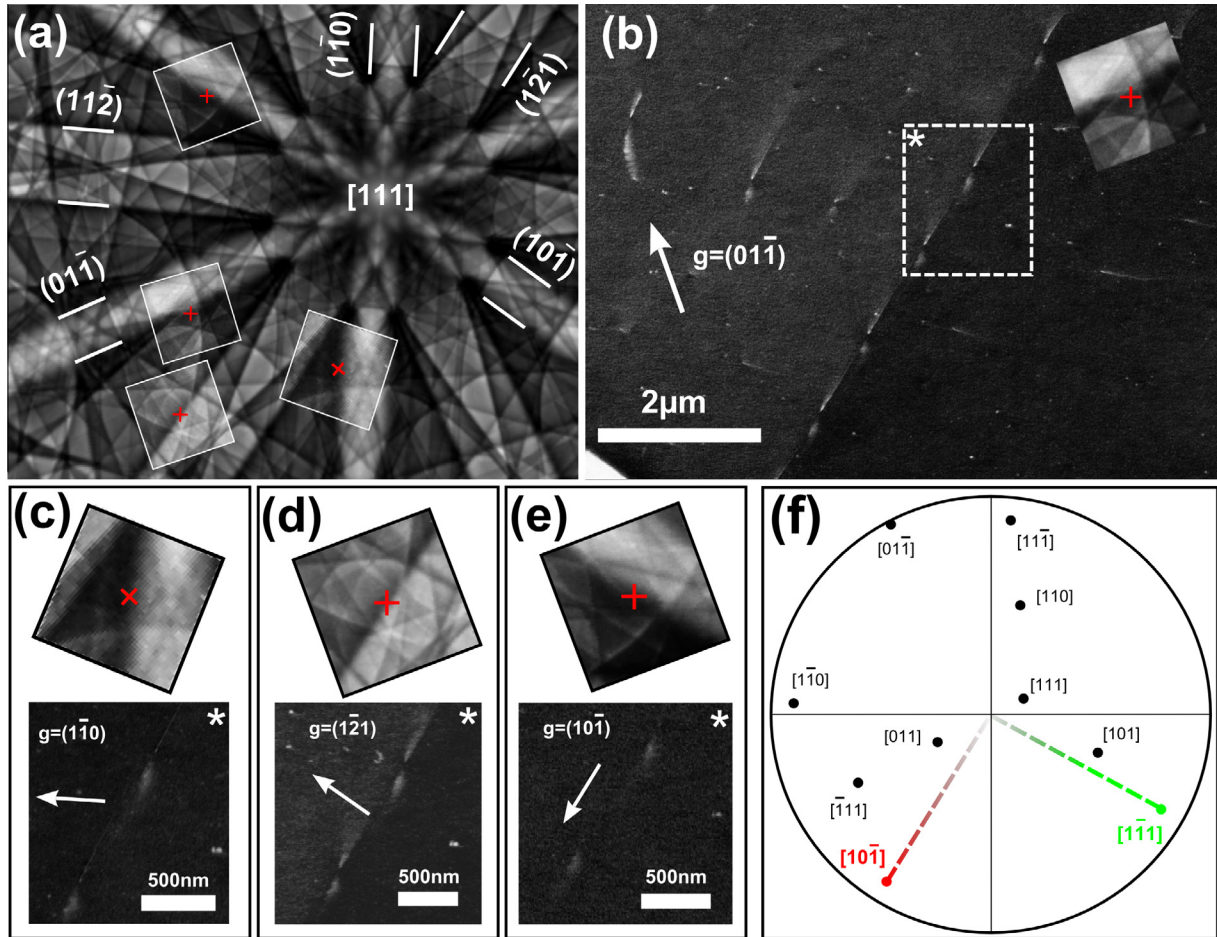 (a)
(11̄0)
(12̄1)
(112̄)
[111]
(101̄)
(011̄)
(b)
*
g=(011̄)
2µm
(c)
g=(11̄0)
*
500nm
(d)
g=(12̄1)
*
500nm
(e)
g=(101̄)
*
500nm
(f)
[011̄]
[111̄]
[110]
[11̄0]
[111]
[011]
[101]
[1̄11]
[11̄1]
[101̄]